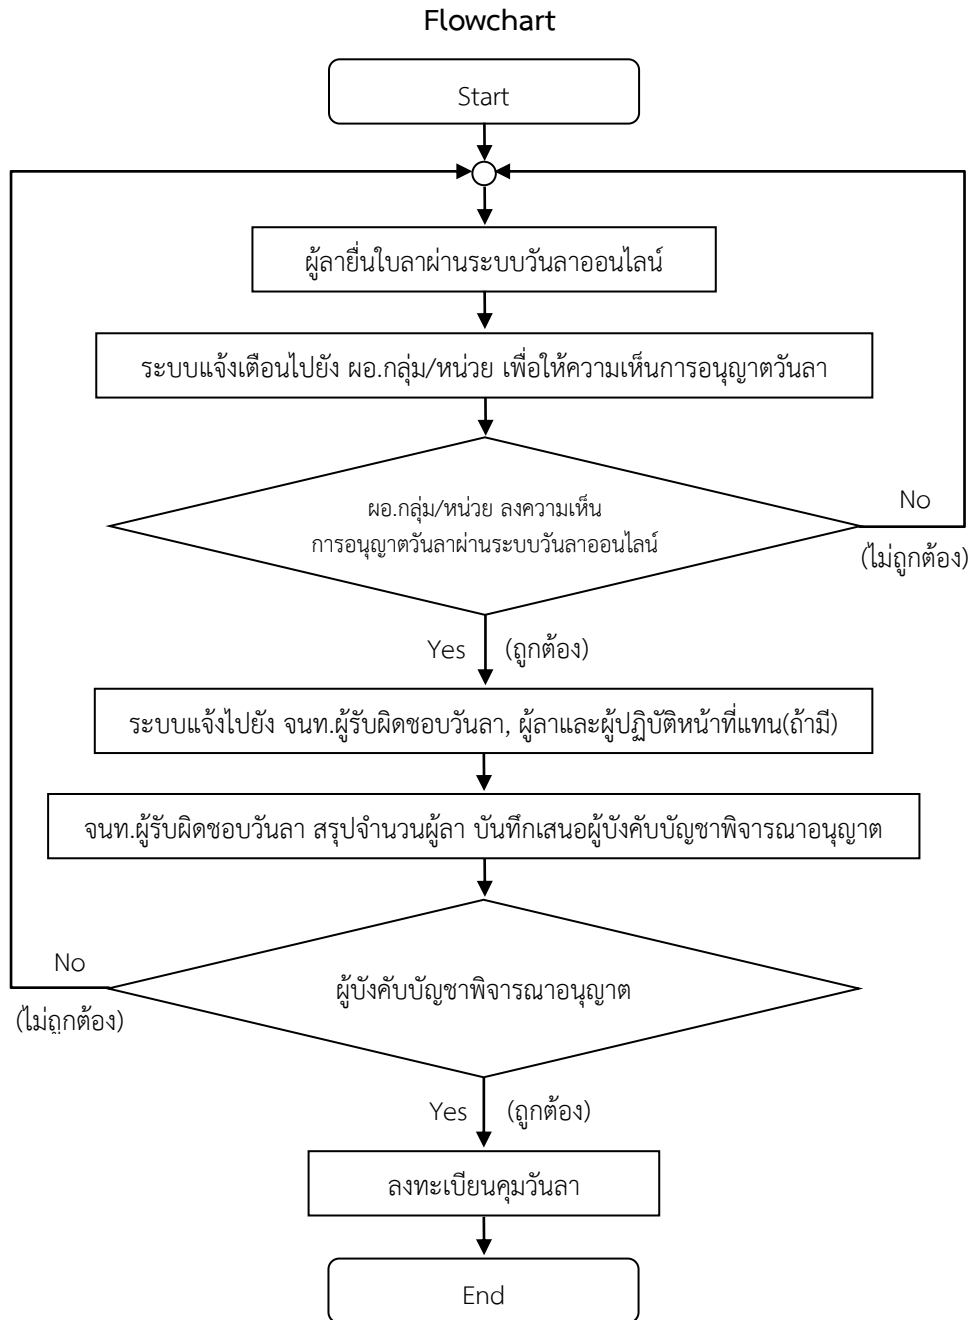 Flowchart
Start
ผู้ลายื่นใบลาผ่านระบบวันลาออนไลน์
ระบบแจ้งเตือนไปยัง ผอ.กลุ่ม/หน่วย เพื่อให้ความเห็นการอนุญาตวันลา
ผอ.กลุ่ม/หน่วย ลงความเห็น
การอนุญาตวันลาผ่านระบบวันลาออนไลน์
No
(ไม่ถูกต้อง)
Yes (ถูกต้อง)
ระบบแจ้งไปยัง จนท.ผู้รับผิดชอบวันลา, ผู้ลาและผู้ปฏิบัติหน้าที่แทน(ถ้ามี)
จนท.ผู้รับผิดชอบวันลา สรุปจำนวนผู้ลา บันทึกเสนอผู้บังคับบัญชาพิจารณาอนุญาต
No
(ไม่ถูกต้อง)
ผู้บังคับบัญชาพิจารณาอนุญาต
Yes (ถูกต้อง)
ลงทะเบียนคุมวันลา
End